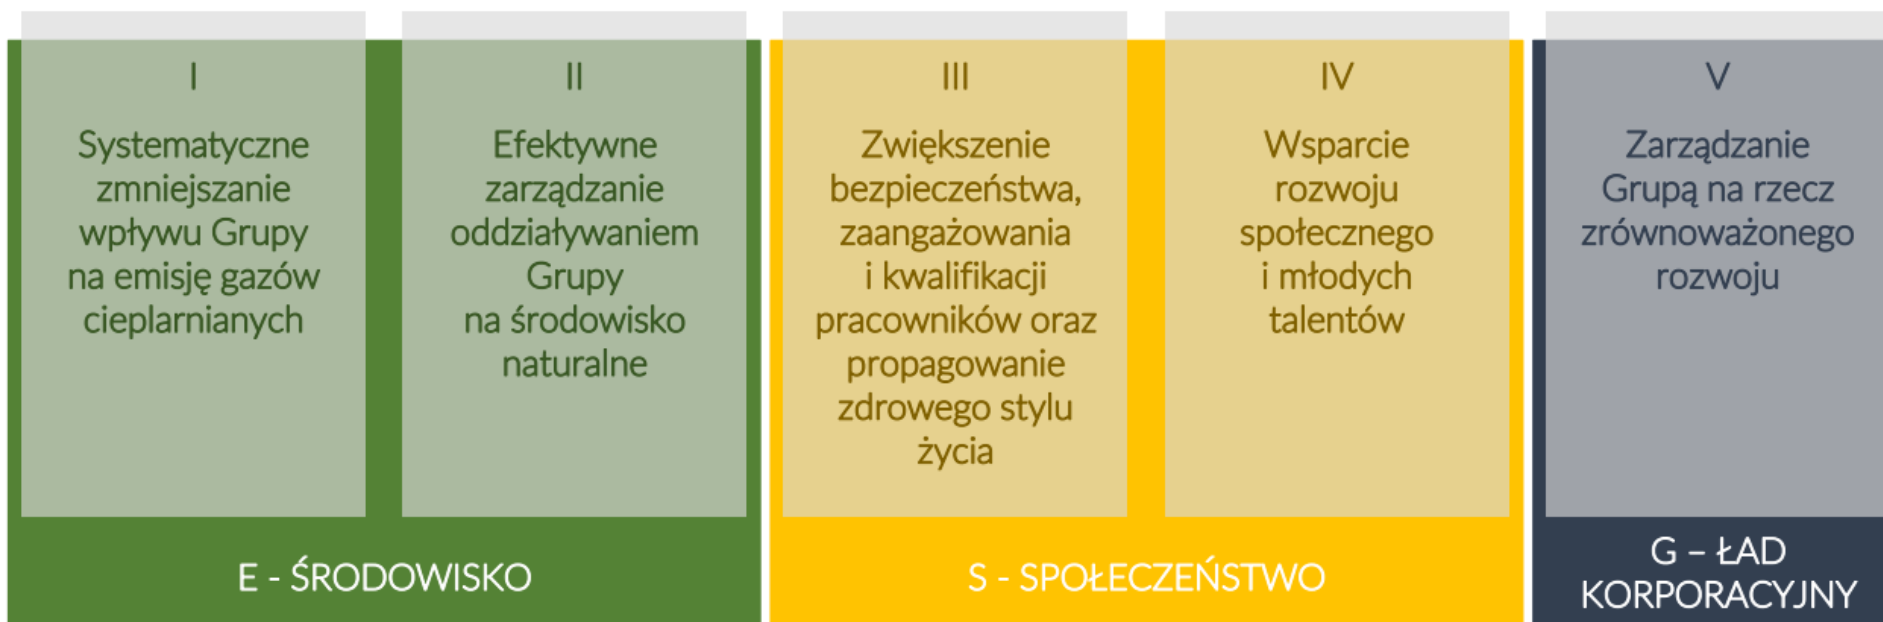 I
Systematyczne
zmniejszanie
wpływu Grupy
na emisję gazów
cieplarnianych
II
Efektywne
zarządzanie
oddziaływaniem
Grupy
na środowisko
naturalne
E - ŚRODOWISKO
III
Zwiększenie
bezpieczeństwa,
zaangażowania
i kwalifikacji
pracowników oraz
propagowanie
zdrowego stylu
życia
IV
Wsparcie
rozwoju
społecznego
i młodych
talentów
S - SPOŁECZEŃSTWO
V
Zarządzanie
Grupą na rzecz
zrównoważonego
rozwoju
G – ŁAD
KORPORACYJNY